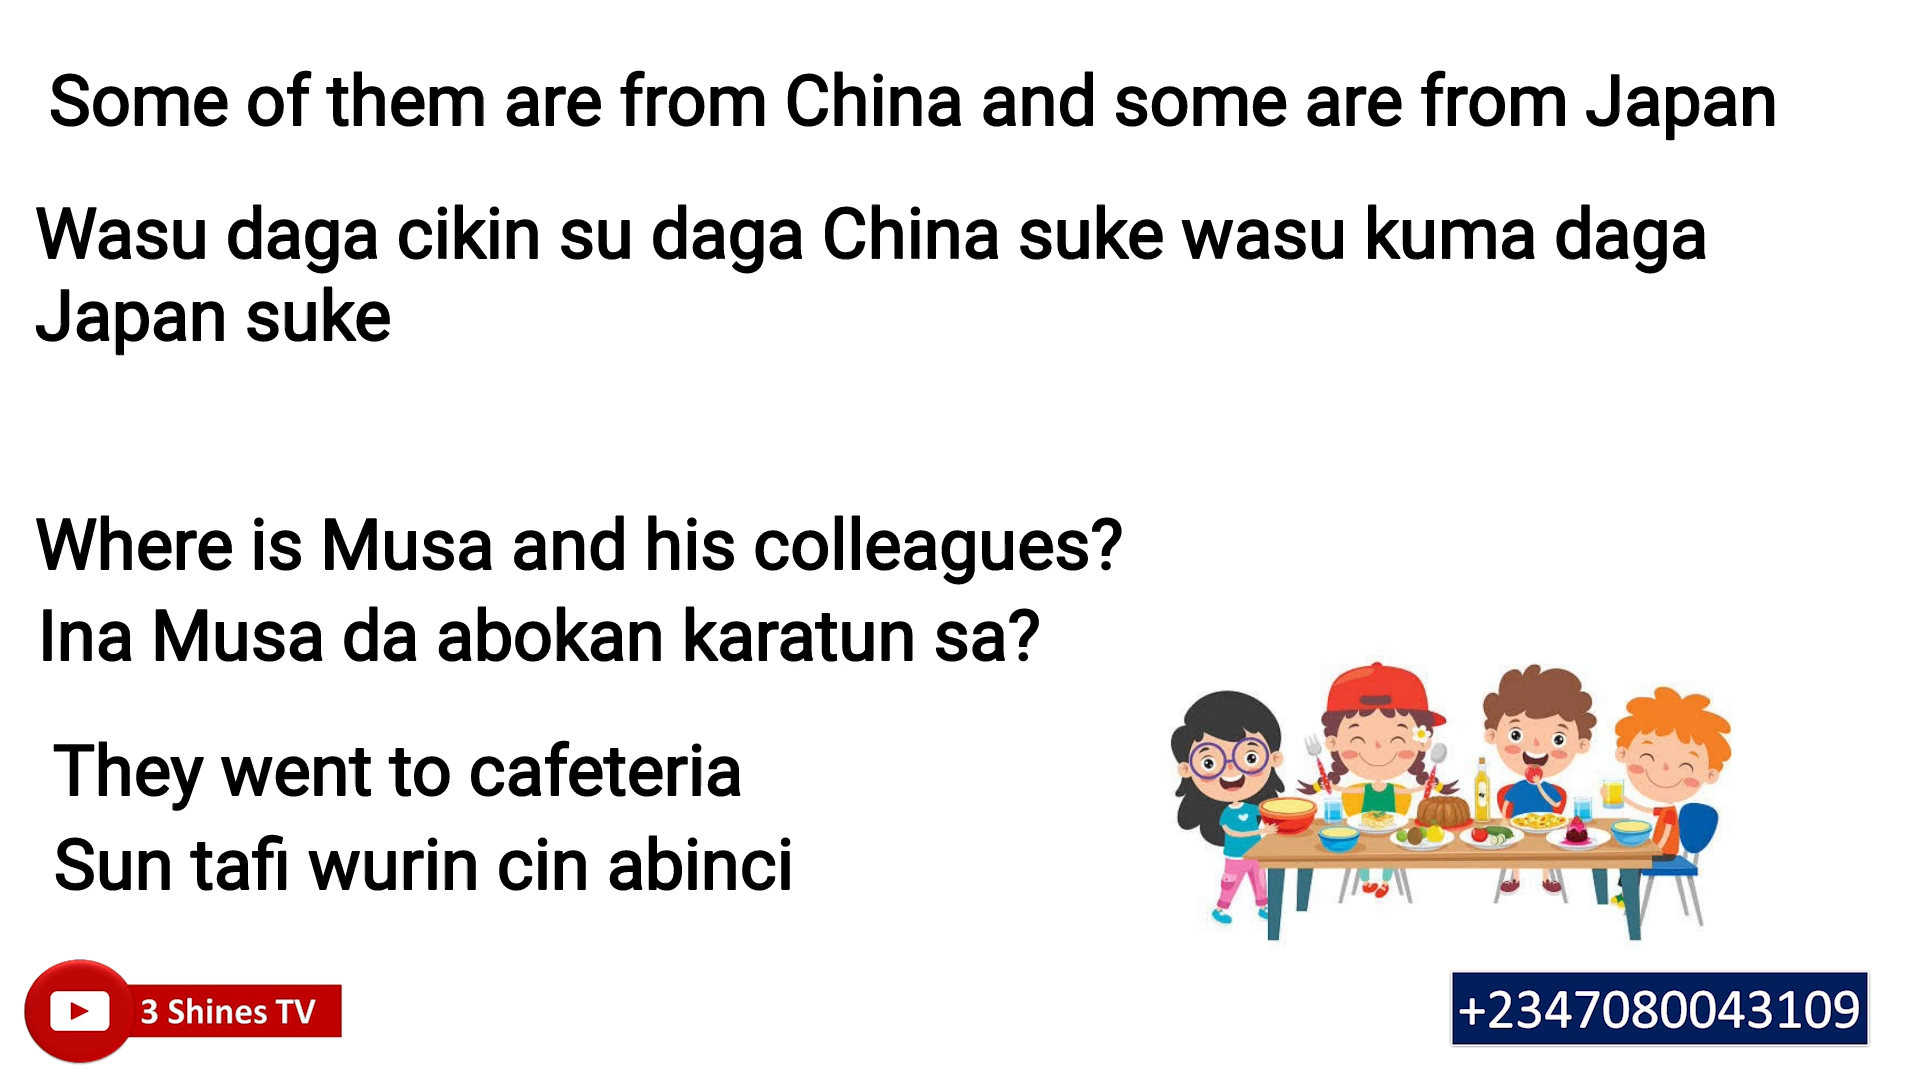 Some of them are from China and some are from Japan
Wasu daga cikin su daga China suke wasu kuma daga
Japan suke
Where is Musa and his colleagues?
Ina Musa da abokan karatun sa?
They went to cafeteria
Sun tafi wurin cin abinci
3 Shines TV
+2347080043109